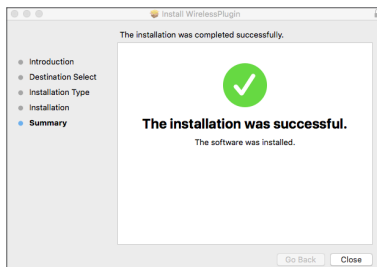 Install WirelessPlugin
The installation was completed successfully.
Introduction
Destination Select
Installation Type
Installation
Summary
The installation was successful.
The software was installed.
Go Back
Close